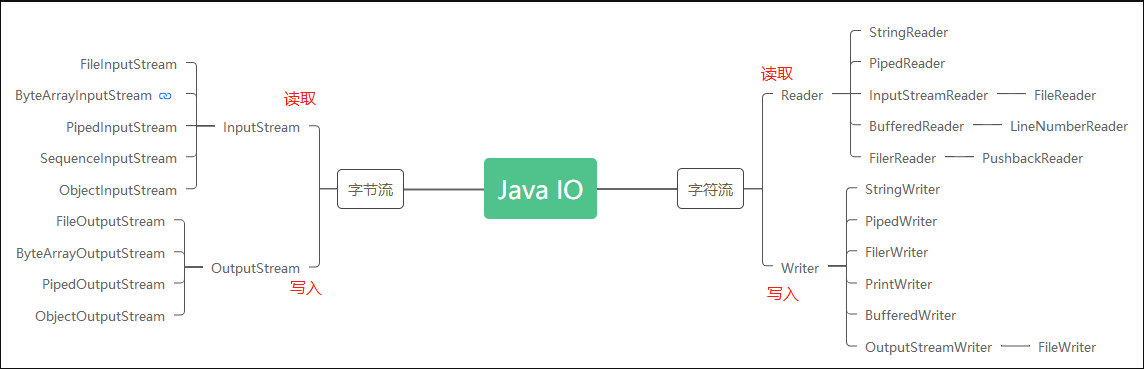 Java IO
字节流
读取
InputStream
FileInputStream
ByteArrayInputStream
PipedInputStream
SequenceInputStream
ObjectInputStream
OutputStream
写入
FileOutputStream
ByteArrayOutputStream
PipedOutputStream
ObjectOutputStream
字符流
读取
Reader
StringReader
PipedReader
InputStreamReader
FileReader
BufferedReader
LineNumberReader
FilerReader
PushbackReader
Writer
写入
StringWriter
PipedWriter
FilerWriter
PrintWriter
BufferedWriter
OutputStreamWriter
FileWriter